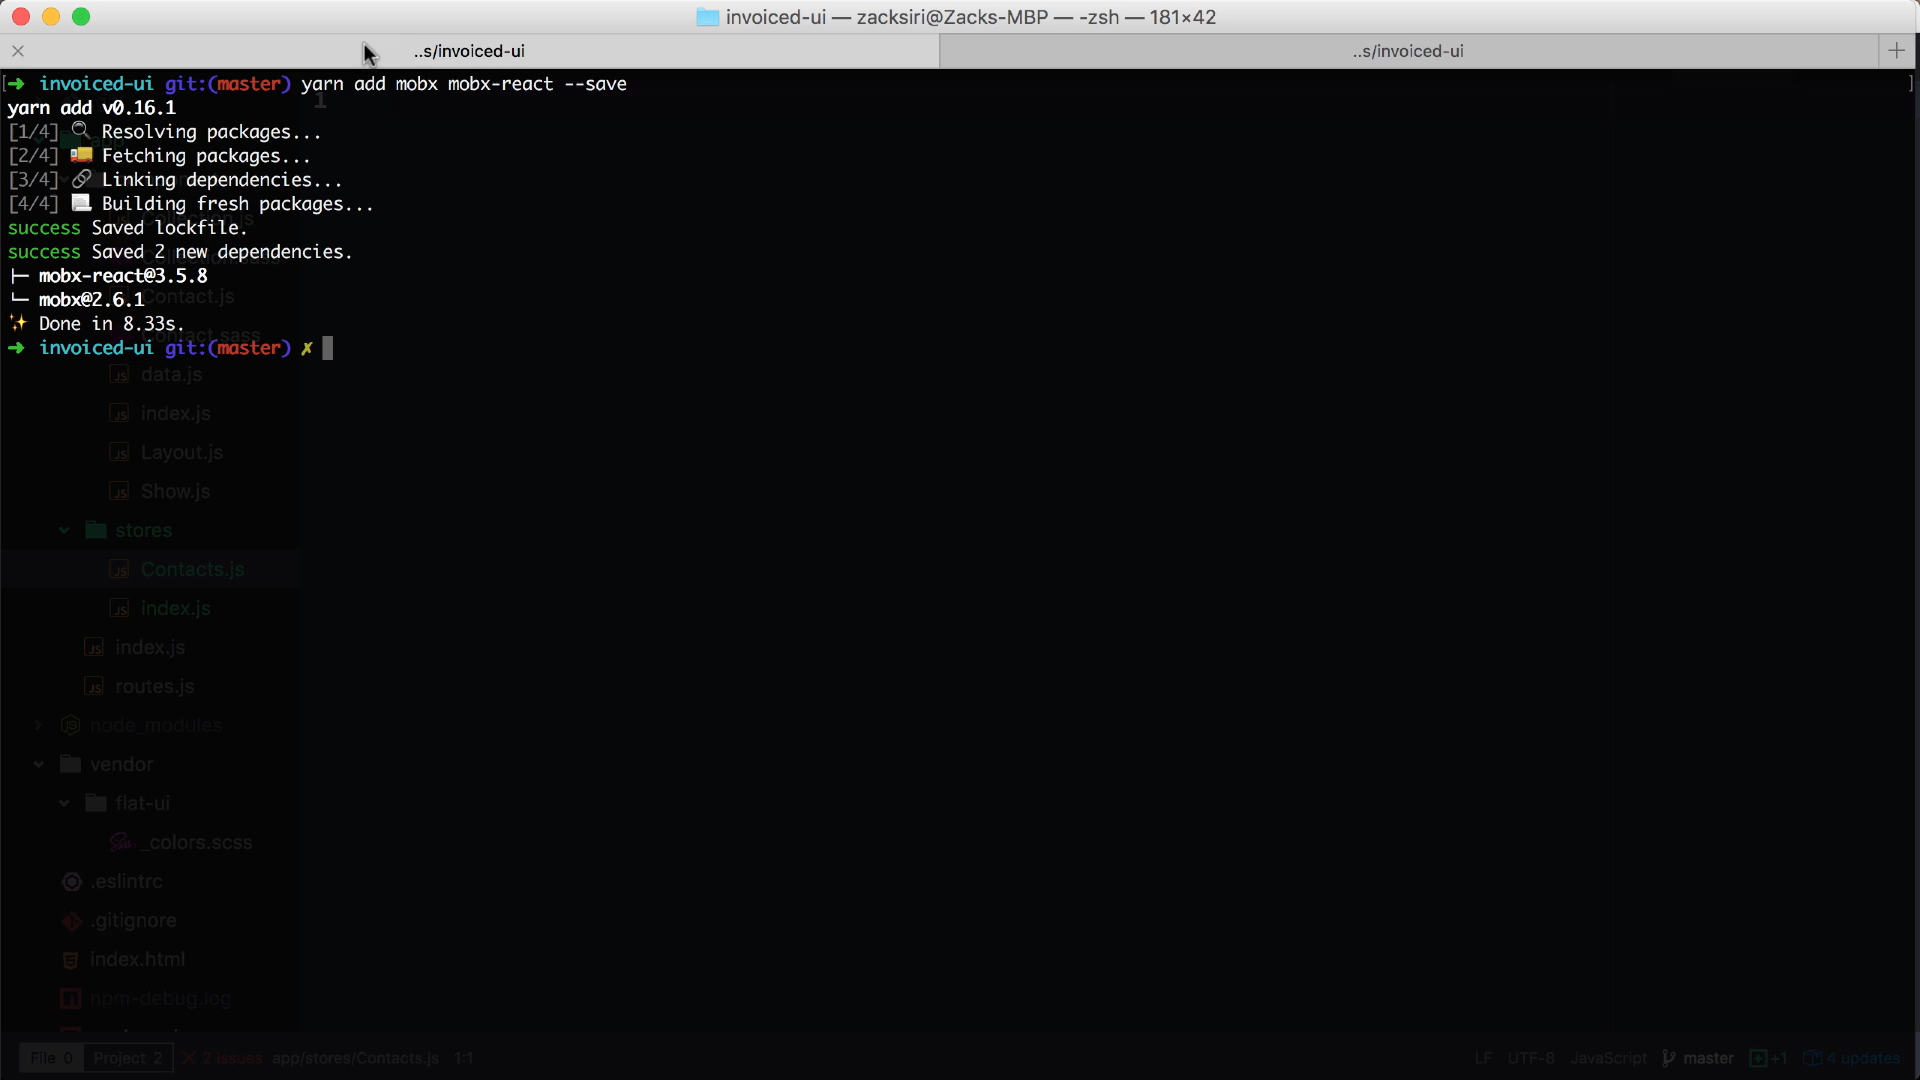 invoiced-ui — zacksiri@Zacks-MBP — -zsh — 181×42
..s/invoiced-ui
..s/invoiced-ui
➜ invoiced-ui git:(master) yarn add mobx mobx-react --save
1
yarn add v0.16.1
[1/4] 🔍 Resolving packages...
[2/4] 🚚 Fetching packages...
[3/4] 🔗 Linking dependencies...
[4/4] 📃 Building fresh packages...
success Saved lockfile.
success Saved 2 new dependencies.
├─ mobx-react@3.5.8
└─ mobx@2.6.1
Contact.js
✨ Done in 8.33s.
Contact.sass
➜ invoiced-ui git:(master) ✗
data.js
index.js
Layout.js
Show.js
stores
Contacts.js
index.js
index.js
routes.js
node_modules
vendor
flat-ui
_colors.scss
.eslintrc
.gitignore
index.html
npm-debug.log
File 0 Project 2 ✕ 2 issues app/stores/Contacts.js 1:1 LF UTF-8 JavaScript master +1 4 updates